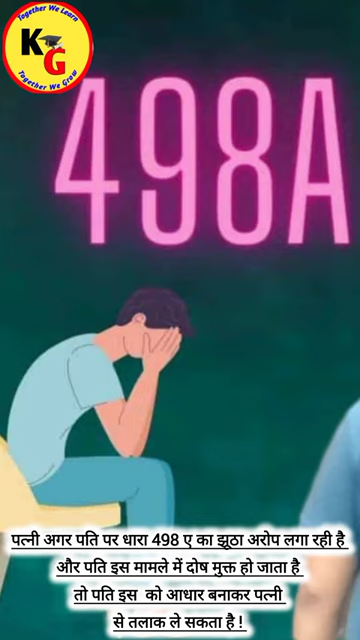 Together We Learn
KG
Together We Grow
498A
पत्नी अगर पति पर धारा 498 ए का झूठा अरोप लगा रही है
और पति इस मामले में दोष मुक्त हो जाता है
तो पति इस को आधार बनाकर पत्नी
से तलाक ले सकता है !